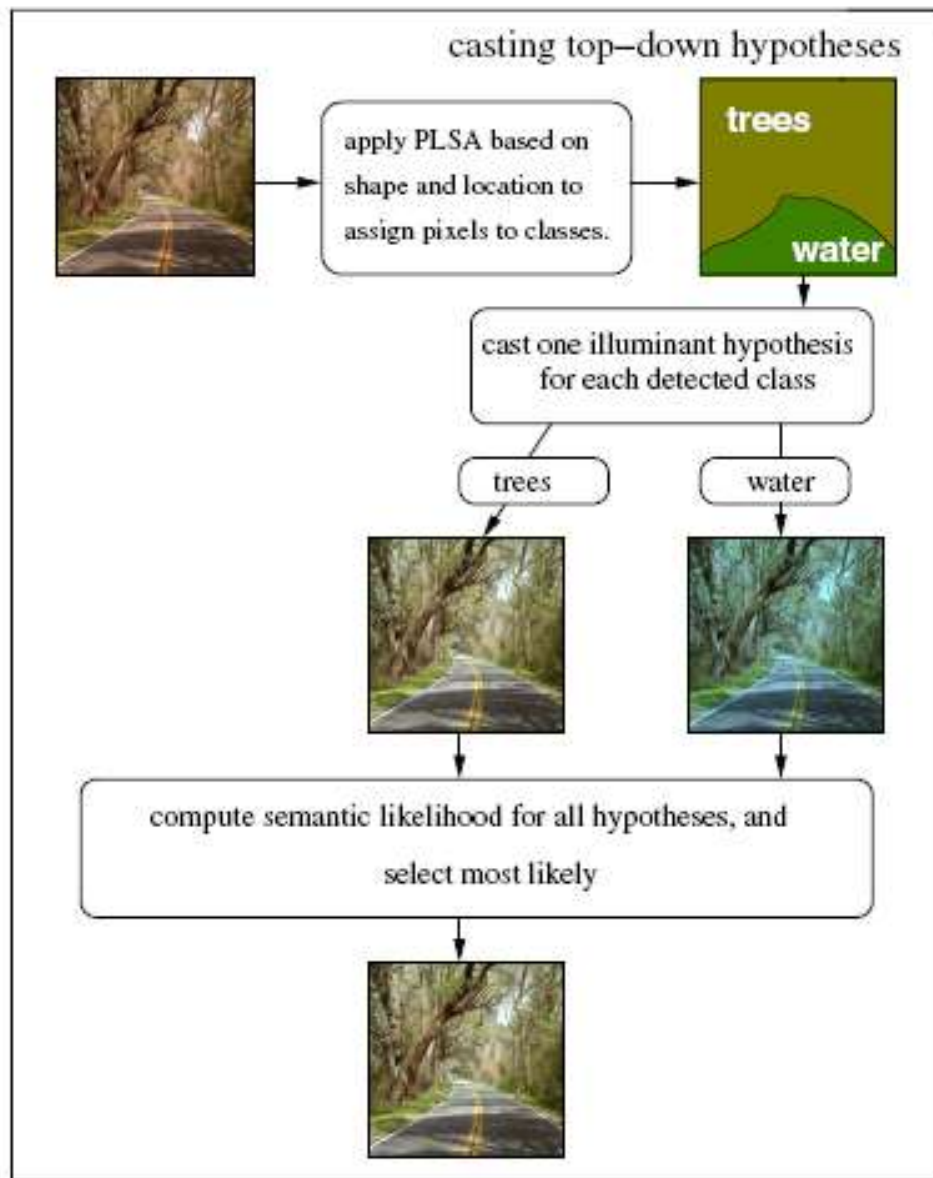 casting top–down hypotheses
apply PLSA based on
shape and location to
assign pixels to classes.
trees
water
cast one illuminant hypothesis
for each detected class
trees
water
compute semantic likelihood for all hypotheses, and
select most likely